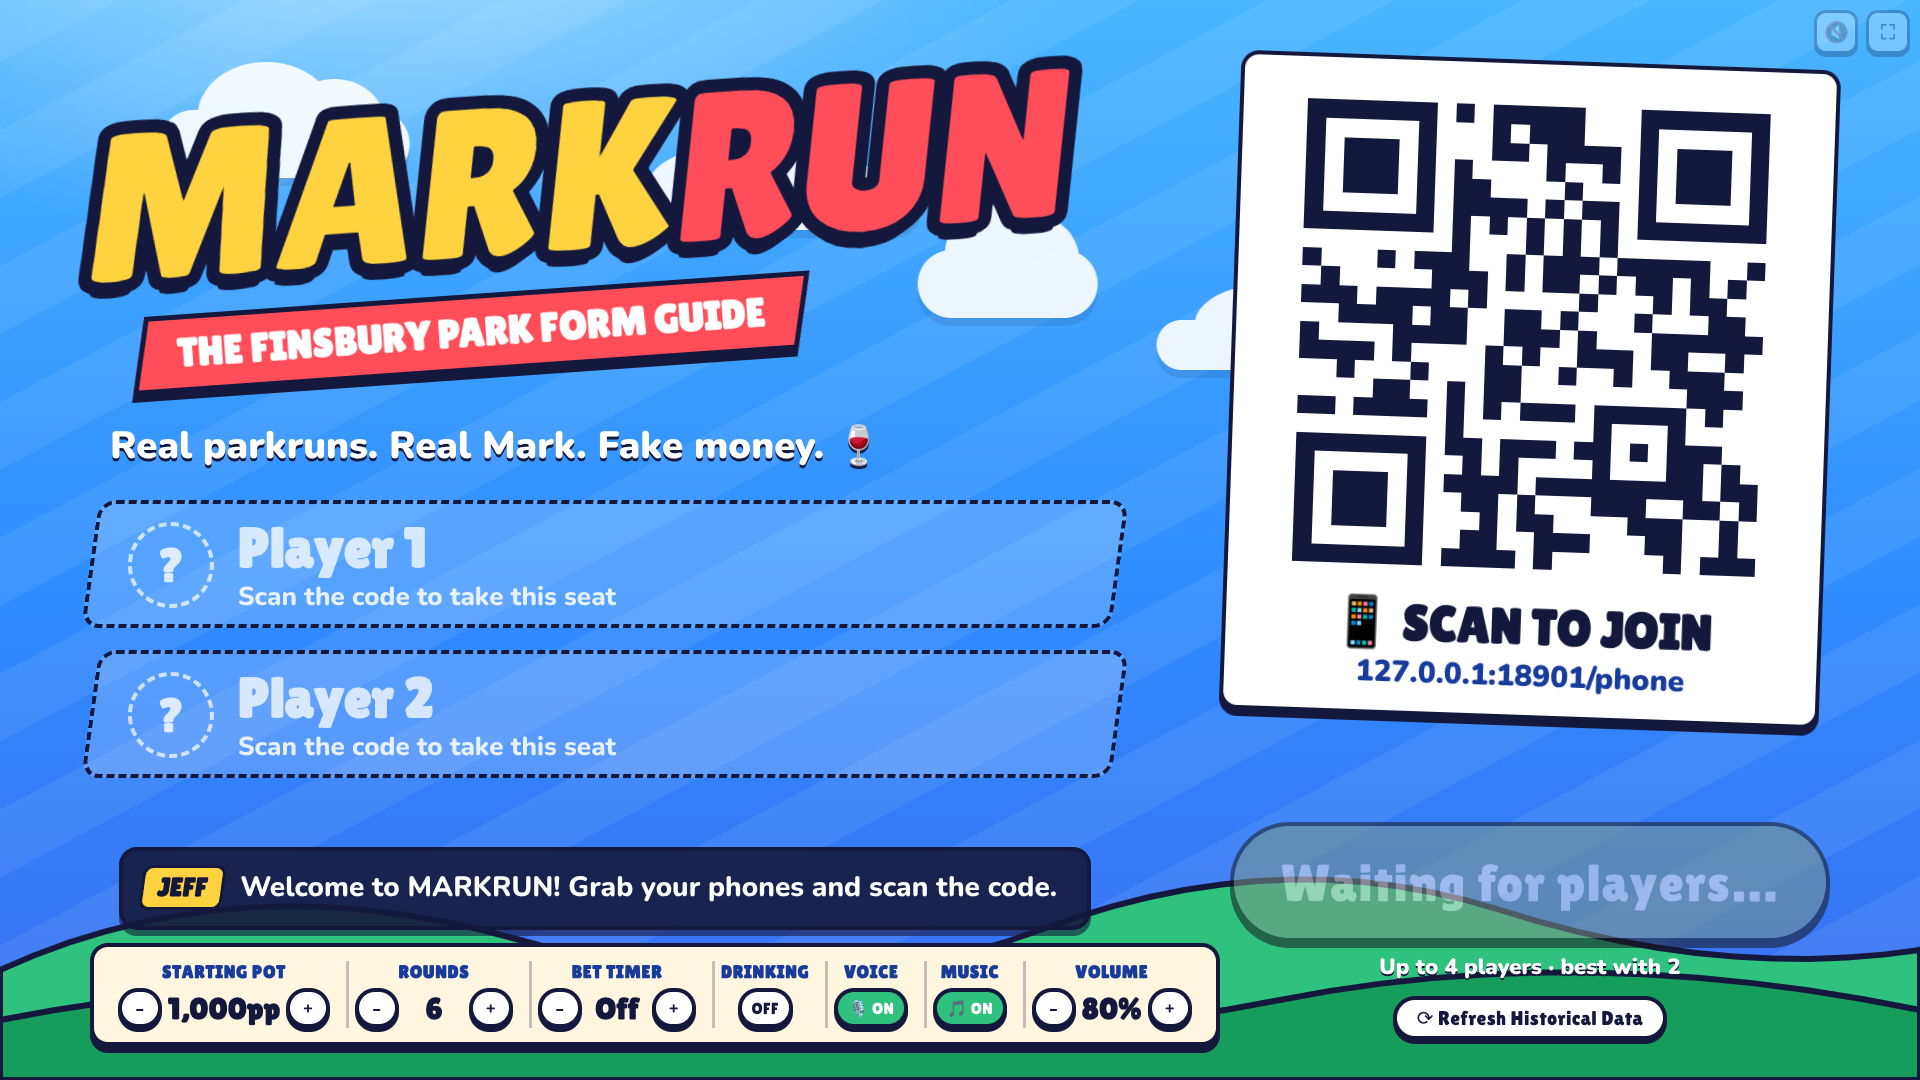 MARKRUN
THE FINSBURY PARK FORM GUIDE
Real parkruns. Real Mark. Fake money.
?
Player 1
Scan the code to take this seat
?
Player 2
Scan the code to take this seat
SCAN TO JOIN
127.0.0.1:18901/phone
JEFF Welcome to MARKRUN! Grab your phones and scan the code.
Waiting for players...
Up to 4 players · best with 2
⟳ Refresh Historical Data
STARTING POT
– 1,000pp +
ROUNDS
– 6 +
BET TIMER
– Off +
DRINKING
OFF
VOICE
ON
MUSIC
ON
VOLUME
– 80% +